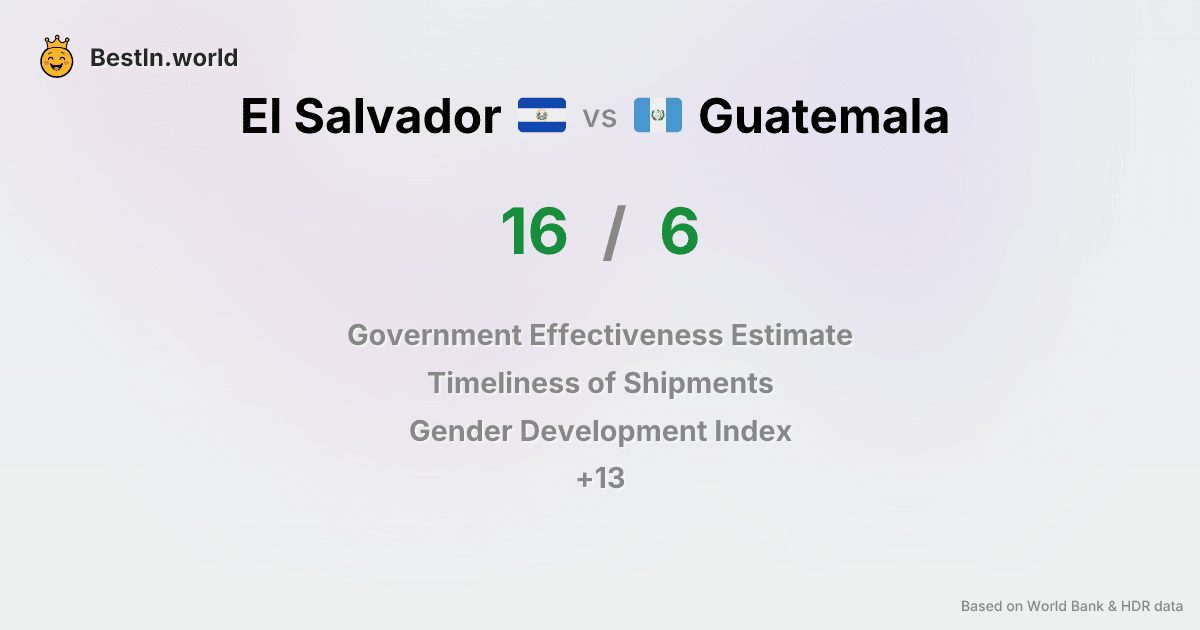 BestIn.world
El Salvador vs Guatemala
16 / 6
Government Effectiveness Estimate
Timeliness of Shipments
Gender Development Index
+13
Based on World Bank & HDR data